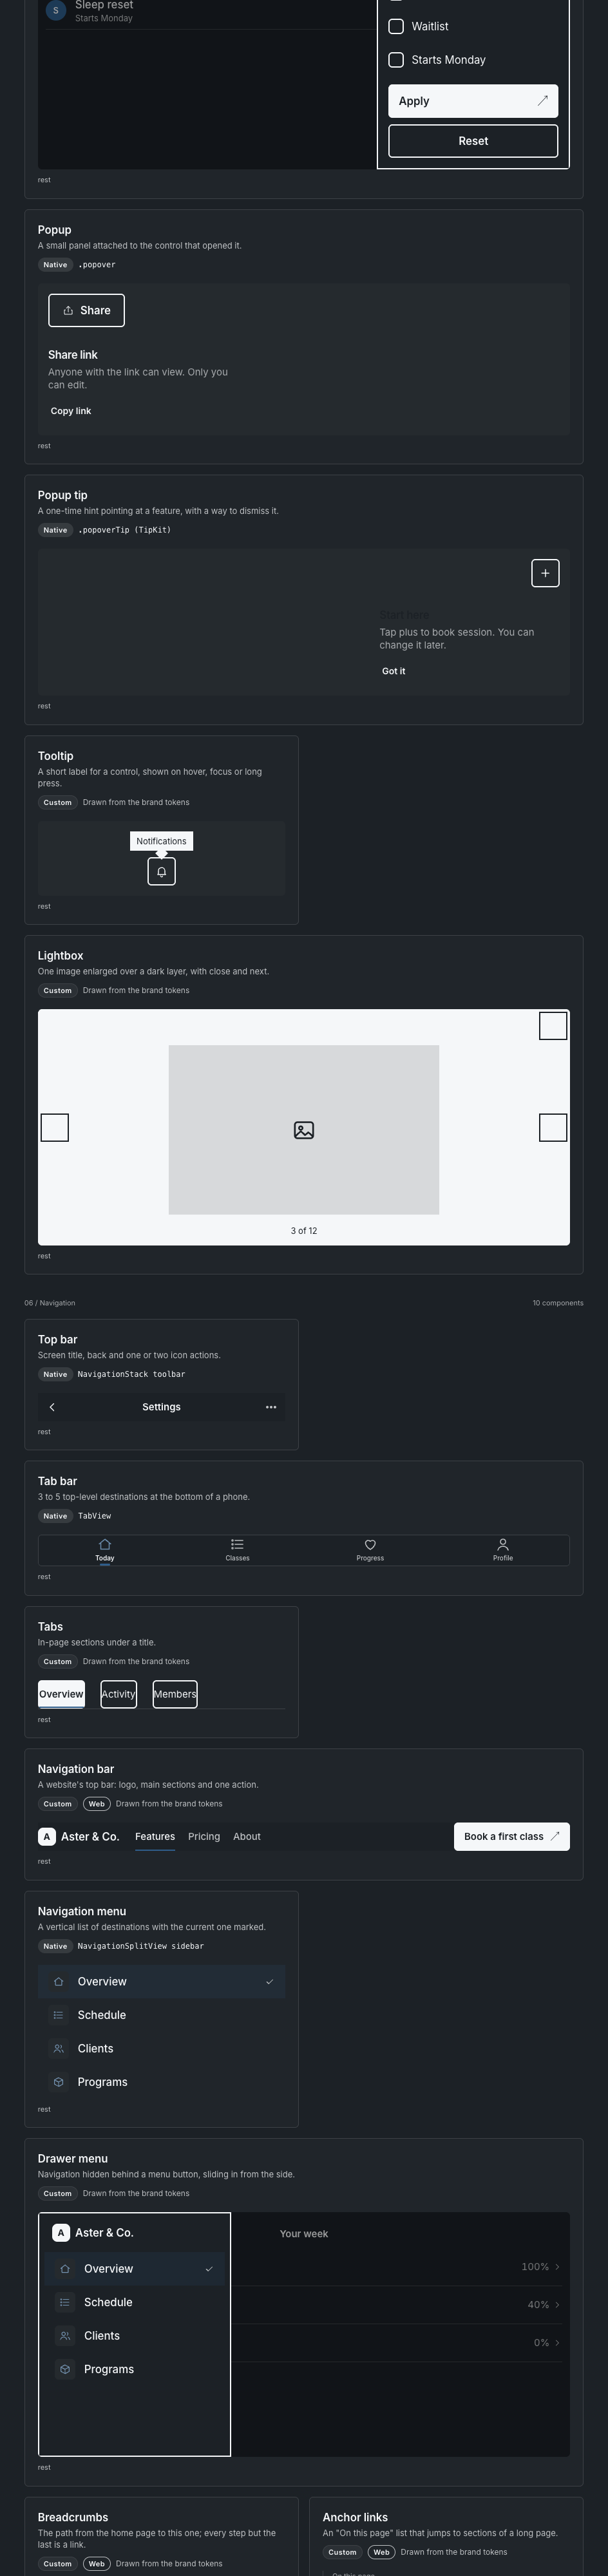 S
Sleep reset
Starts Monday
Waitlist
Starts Monday
Apply
Reset
rest
Popup
A small panel attached to the control that opened it.
Native .popover
Share
Share link
Anyone with the link can view. Only you
can edit.
Copy link
rest
Popup tip
A one-time hint pointing at a feature, with a way to dismiss it.
Native .popoverTip (TipKit)
Start here
Tap plus to book session. You can
change it later.
Got it
rest
Tooltip
A short label for a control, shown on hover, focus or long
press.
Custom Drawn from the brand tokens
Notifications
rest
Lightbox
One image enlarged over a dark layer, with close and next.
Custom Drawn from the brand tokens
3 of 12
rest
06 / Navigation 10 components
Top bar
Screen title, back and one or two icon actions.
Native NavigationStack toolbar
Settings
rest
Tab bar
3 to 5 top-level destinations at the bottom of a phone.
Native TabView
Today Classes Progress Profile
rest
Tabs
In-page sections under a title.
Custom Drawn from the brand tokens
Overview Activity Members
rest
Navigation bar
A website's top bar: logo, main sections and one action.
Custom Web Drawn from the brand tokens
A Aster & Co. Features Pricing About Book a first class
rest
Navigation menu
A vertical list of destinations with the current one marked.
Native NavigationSplitView sidebar
Overview
Schedule
Clients
Programs
rest
Drawer menu
Navigation hidden behind a menu button, sliding in from the side.
Custom Drawn from the brand tokens
A Aster & Co.
Your week
Overview
100%
Schedule
40%
Clients
0%
Programs
rest
Breadcrumbs
The path from the home page to this one; every step but the
last is a link.
Custom Web Drawn from the brand tokens
Anchor links
An "On this page" list that jumps to sections of a long page.
Custom Web Drawn from the brand tokens